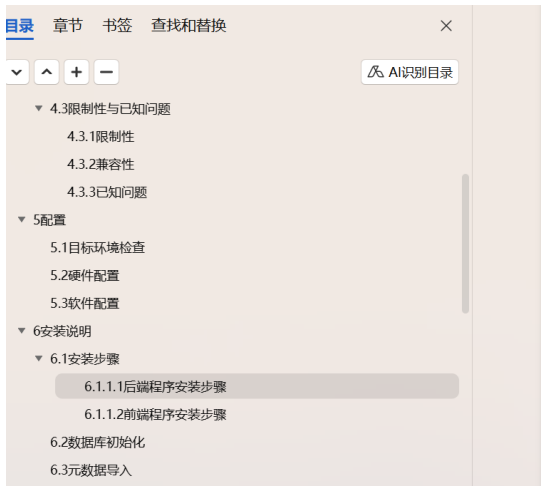 目录 章节 书签 查找和替换
AI识别目录
4.3限制性与已知问题
4.3.1限制性
4.3.2兼容性
4.3.3已知问题
5配置
5.1目标环境检查
5.2硬件配置
5.3软件配置
6安装说明
6.1安装步骤
6.1.1.1后端程序安装步骤
6.1.1.2前端程序安装步骤
6.2数据库初始化
6.3元数据导入